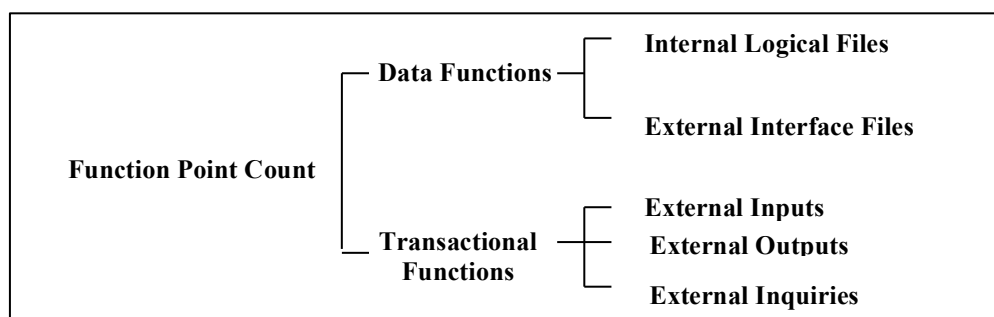 Internal Logical Files
Data Functions
External Interface Files
Function Point Count
External Inputs
Transactional
Functions
External Outputs
External Inquiries